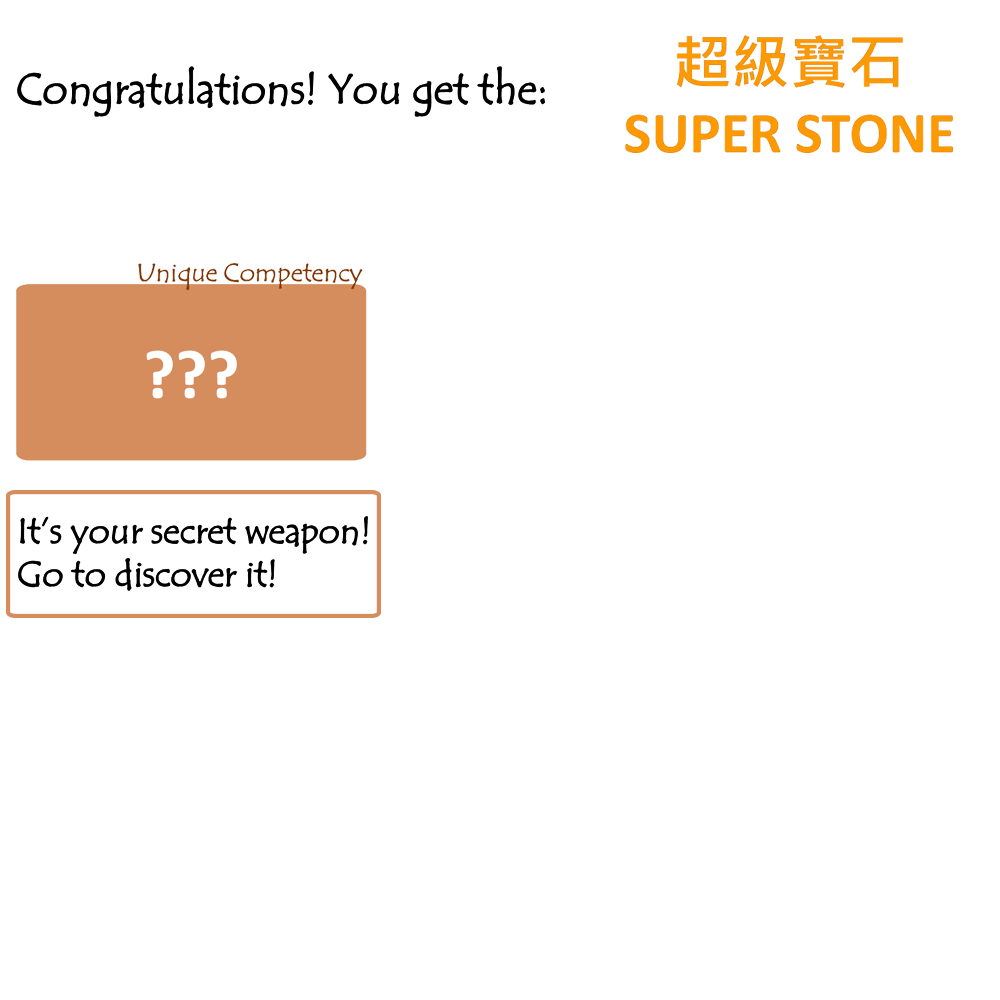 Congratulations! You get the:
超級寶石
SUPER STONE
Unique Competency
???
It's your secret weapon!
Go to discover it!